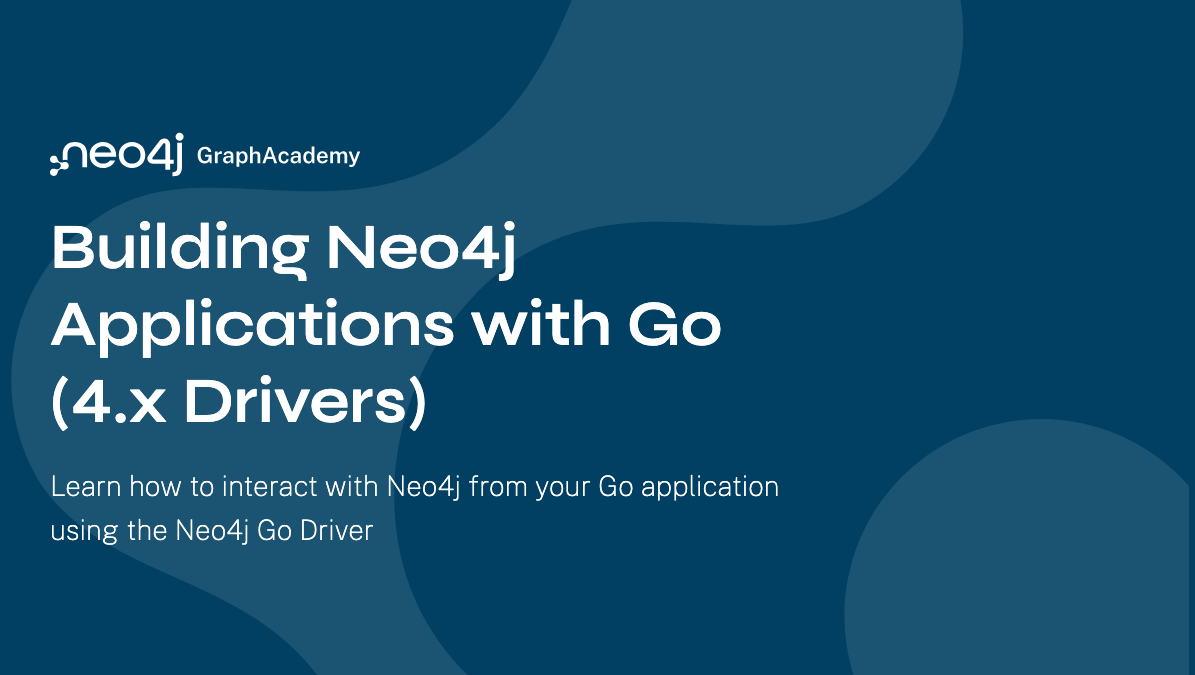 neo4j GraphAcademy
Building Neo4j
Applications with Go
(4.x Drivers)
Learn how to interact with Neo4j from your Go application
using the Neo4j Go Driver